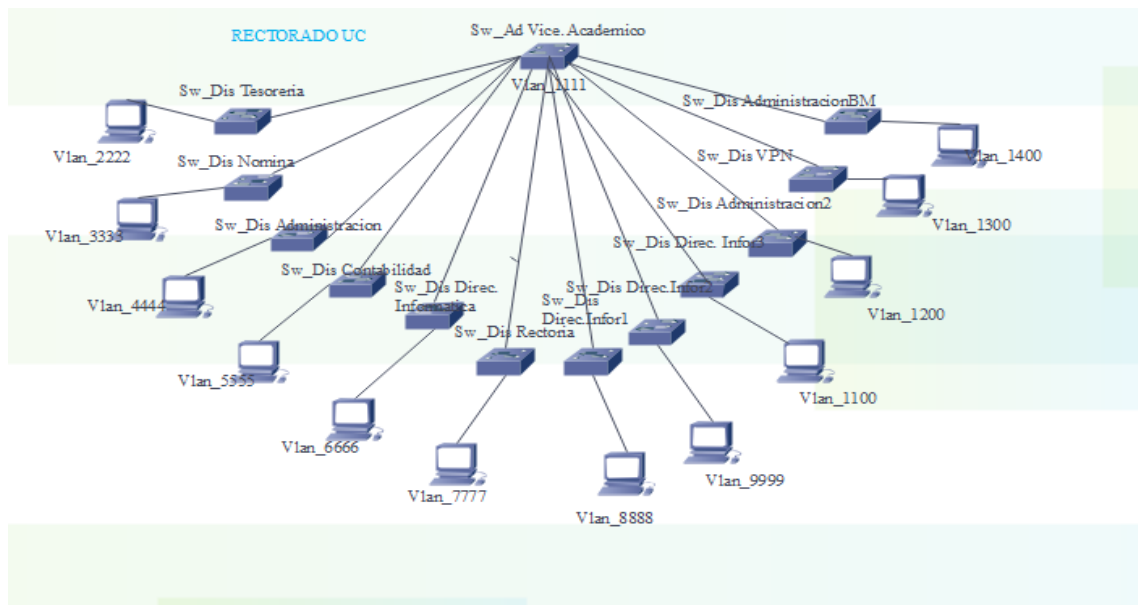 RECTORADO UC
Sw_Ad Vice. Academico
Vlan_1111
Sw_Dis Tesoreria
Vlan_2222
Sw_Dis Nomina
Vlan_3333
Sw_Dis Administracion
Vlan_4444
Sw_Dis Contabilidad
Vlan_5555
Sw_Dis Direc.
Informatica
Vlan_6666
Sw_Dis Rectoria
Vlan_7777
Sw_Dis
Direc.Infor1
Vlan_8888
Sw_Dis Direc.Infor2
Vlan_9999
Sw_Dis Direc. Infor3
Vlan_1100
Sw_Dis Administracion2
Vlan_1200
Sw_Dis VPN
Vlan_1300
Sw_Dis AdministracionBM
Vlan_1400